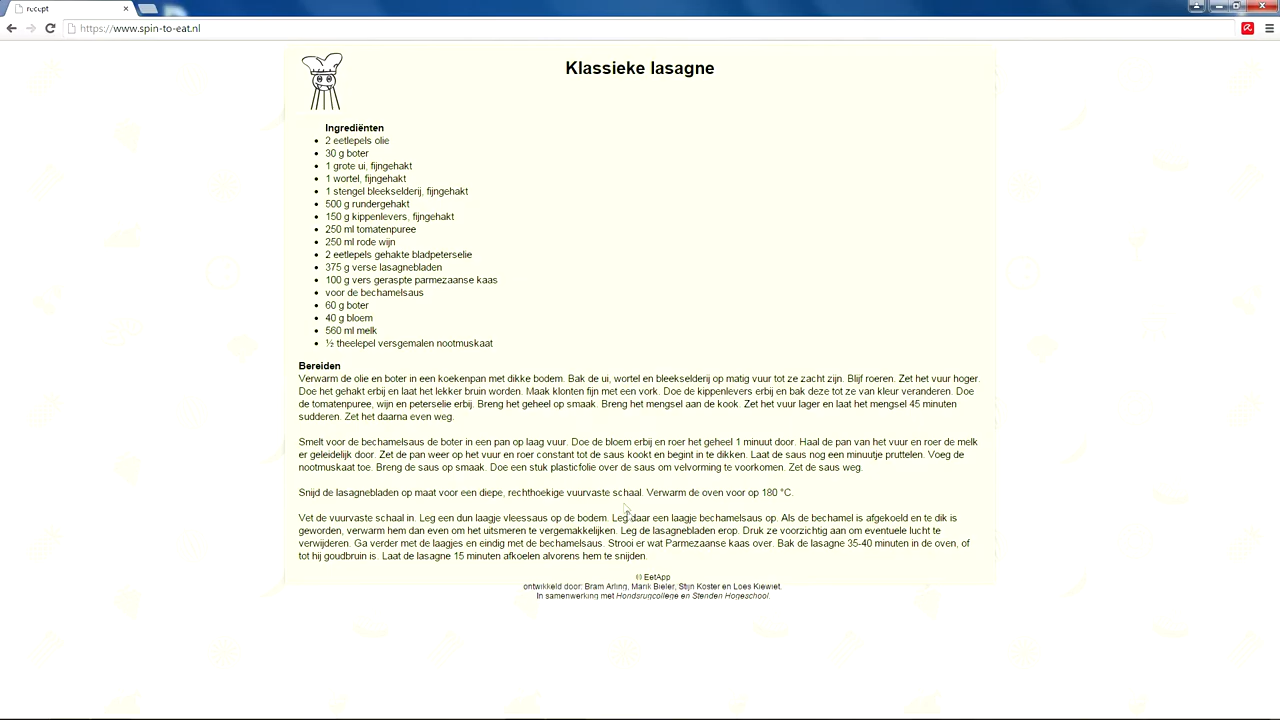 recept
https://www.spin-to-eat.nl
Klassieke lasagne
Ingrediënten
2 eetlepels olie
30 g boter
1 grote ui, fijngehakt
1 wortel, fijngehakt
1 stengel bleekselderij, fijngehakt
500 g rundergehakt
150 g kippenlevers, fijngehakt
250 ml tomatenpuree
250 ml rode wijn
2 eetlepels gehakte bladpeterselie
375 g verse lasagnebladen
100 g vers geraspte parmezaanse kaas
voor de bechamelsaus
60 g boter
40 g bloem
560 ml melk
½ theelepel versgemalen nootmuskaat
Bereiden
Verwarm de olie en boter in een koekenpan met dikke bodem. Bak de ui, wortel en bleekselderij op matig vuur tot ze zacht zijn. Blijf roeren. Zet het vuur hoger.
Doe het gehakt erbij en laat het lekker bruin worden. Maak klonten fijn met een vork. Doe de kippenlevers erbij en bak deze tot ze van kleur veranderen. Doe
de tomatenpuree, wijn en peterselie erbij. Breng het geheel op smaak. Breng het mengsel aan de kook. Zet het vuur lager en laat het mengsel 45 minuten
sudderen. Zet het daarna even weg.
Smelt voor de bechamelsaus de boter in een pan op laag vuur. Doe de bloem erbij en roer het geheel 1 minuut door. Haal de pan van het vuur en roer de melk
er geleidelijk door. Zet de pan weer op het vuur en roer constant tot de saus kookt en begint in te dikken. Laat de saus nog een minuutje pruttelen. Voeg de
nootmuskaat toe. Breng de saus op smaak. Doe een stuk plasticfolie over de saus om velvorming te voorkomen. Zet de saus weg.
Snijd de lasagnebladen op maat voor een diepe, rechthoekige vuurvaste schaal. Verwarm de oven voor op 180 °C.
Vet de vuurvaste schaal in. Leg een dun laagje vleessaus op de bodem. Leg daar een laagje bechamelsaus op. Als de bechamel is afgekoeld en te dik is
geworden, verwarm hem dan even om het uitsmeren te vergemakkelijken. Leg de lasagnebladen erop. Druk ze voorzichtig aan om eventuele lucht te
verwijderen. Ga verder met de laagjes en eindig met de bechamelsaus. Strooi er wat Parmezaanse kaas over. Bak de lasagne 35-40 minuten in de oven, of
tot hij goudbruin is. Laat de lasagne 15 minuten afkoelen alvorens hem te snijden.
© EetApp
ontwikkeld door: Bram Arling, Mark Bieler, Stijn Koster en Loes Kiewiet.
In samenwerking met Hondsrugcollege en Stenden Hogeschool.